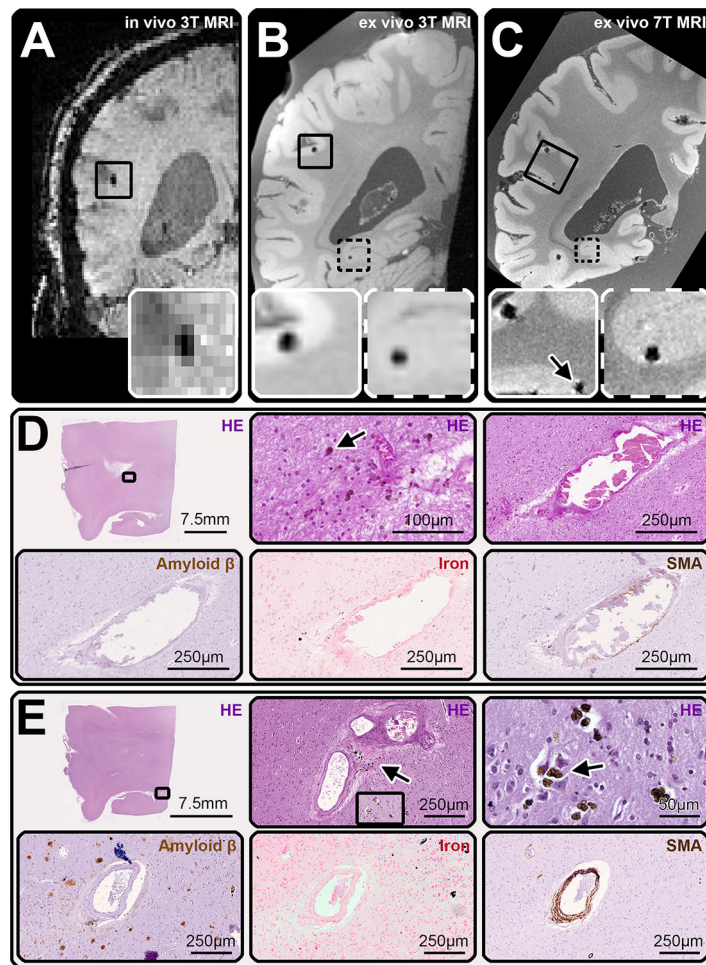 A
in vivo 3T MRI
B
ex vivo 3T MRI
C
ex vivo 7T MRI
D
HE
7.5mm
HE
100µm
HE
250µm
Amyloid β
250µm
Iron
250µm
SMA
250µm
E
HE
7.5mm
HE
250µm
HE
50µm
Amyloid β
250µm
Iron
250µm
SMA
250µm